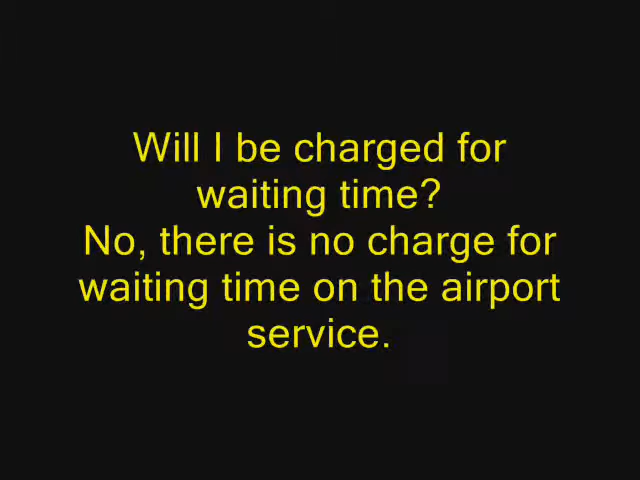 Will I be charged for
waiting time?
No, there is no charge for
waiting time on the airport
service.